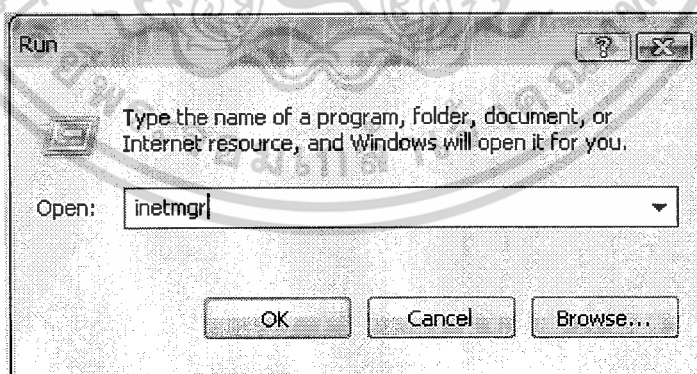 Run
Type the name of a program, folder, document, or
Internet resource, and Windows will open it for you.
Open: inetmgr
OK Cancel Browse...